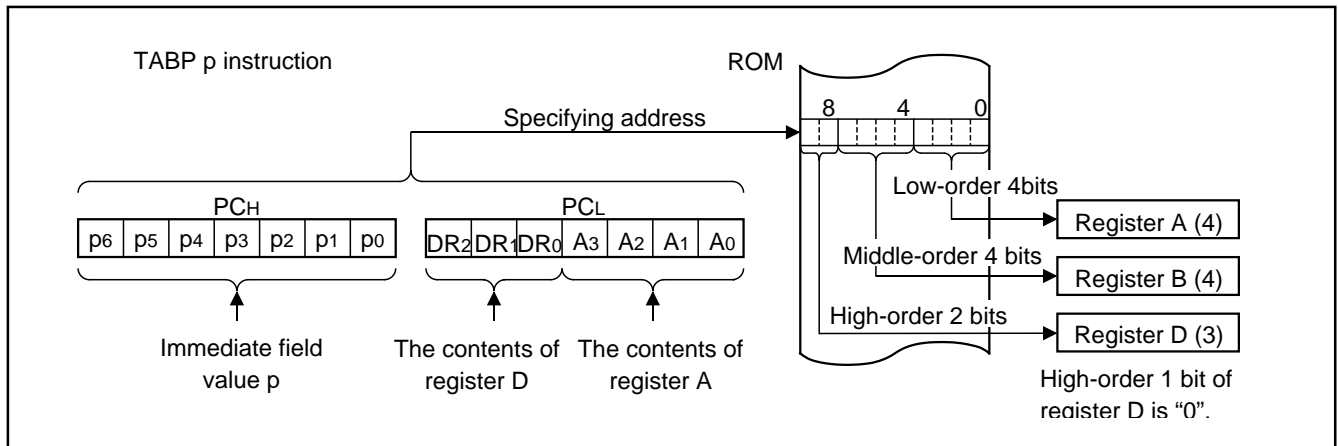 TABP p instruction
ROM
8 4 0
Specifying address
Low-order 4bits
PCH
PCL
p6 p5 p4 p3 p2 p1 p0
DR2 DR1 DR0 A3 A2 A1 A0
Register A (4)
Middle-order 4 bits
Register B (4)
High-order 2 bits
Register D (3)
Immediate field
value p
The contents of
register D
The contents of
register A
High-order 1 bit of
register D is “0”.